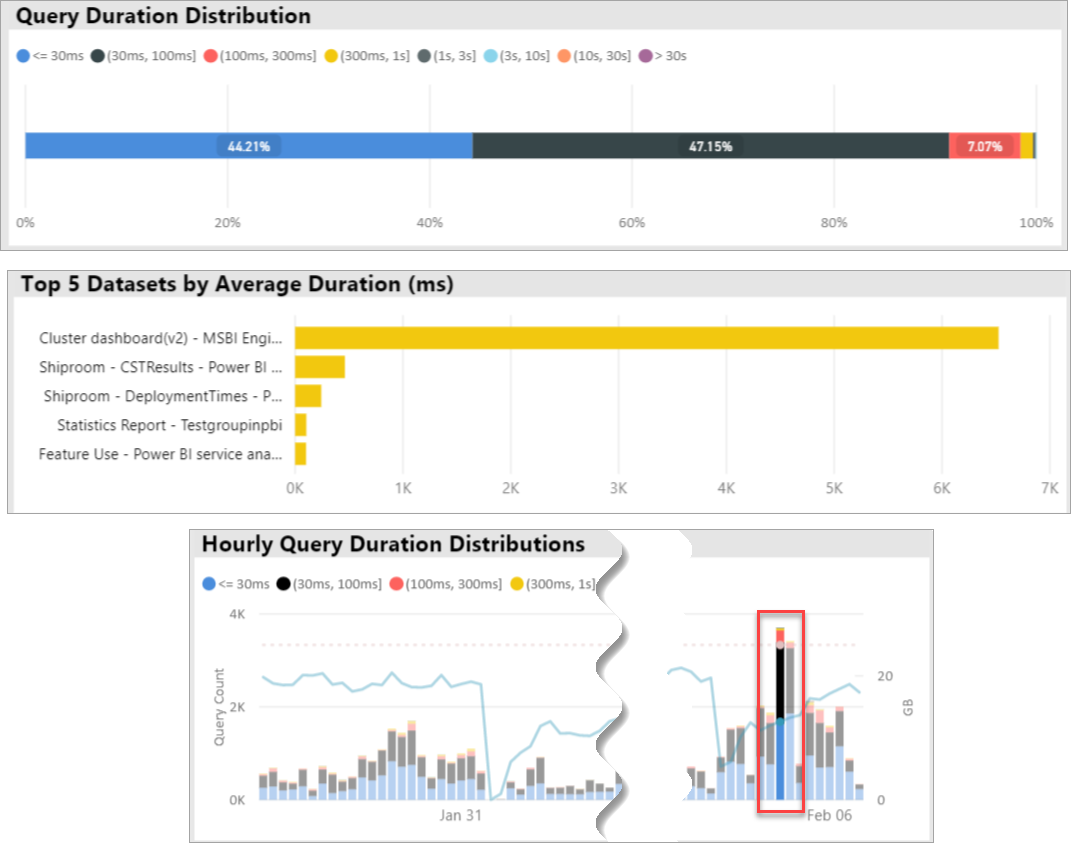 Query Duration Distribution
<= 30ms (30ms, 100ms] (100ms, 300ms] (300ms, 1s] (1s, 3s] (3s, 10s] (10s, 30s] > 30s
44.21% 47.15% 7.07%
0% 20% 40% 60% 80% 100%
Top 5 Datasets by Average Duration (ms)
Cluster dashboard(v2) - MSBI Engi...
Shiproom - CSTResults - Power BI ...
Shiproom - DeploymentTimes - P...
Statistics Report - Testgroupinpbi
Feature Use - Power BI service ana...
0K 1K 2K 3K 4K 5K 6K 7K
Hourly Query Duration Distributions
<= 30ms (30ms, 100ms] (100ms, 300ms] (300ms, 1s]
4K
20
2K
Query Count
GB
0K
0
Jan 31 Feb 06